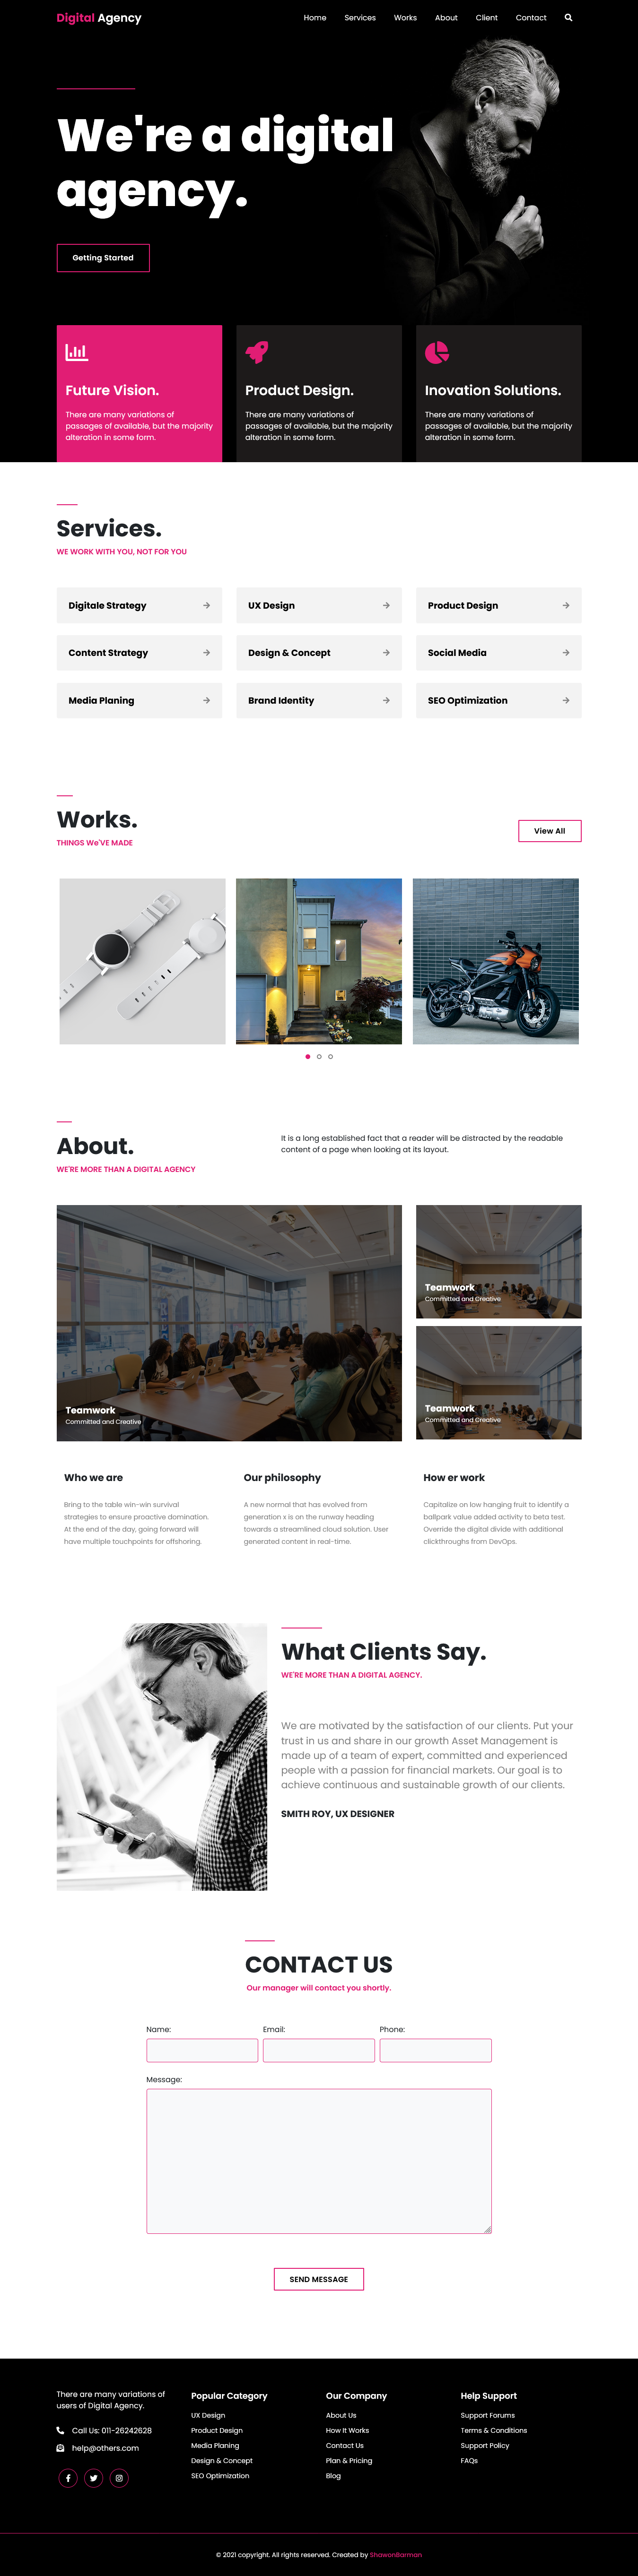 Digital Agency
Home Services Works About Client Contact
We're a digital
agency.
Getting Started
Future Vision.
There are many variations of
passages of available, but the majority
alteration in some form.
Product Design.
There are many variations of
passages of available, but the majority
alteration in some form.
Inovation Solutions.
There are many variations of
passages of available, but the majority
alteration in some form.
Services.
WE WORK WITH YOU, NOT FOR YOU
Digitale Strategy
UX Design
Product Design
Content Strategy
Design & Concept
Social Media
Media Planing
Brand Identity
SEO Optimization
Works.
THINGS We'VE MADE
View All
About.
WE'RE MORE THAN A DIGITAL AGENCY
It is a long established fact that a reader will be distracted by the readable
content of a page when looking at its layout.
Teamwork
Committed and Creative
Teamwork
Committed and Creative
Teamwork
Committed and Creative
Who we are
Bring to the table win-win survival
strategies to ensure proactive domination.
At the end of the day, going forward will
have multiple touchpoints for offshoring.
Our philosophy
A new normal that has evolved from
generation x is on the runway heading
towards a streamlined cloud solution. User
generated content in real-time.
How er work
Capitalize on low hanging fruit to identify a
ballpark value added activity to beta test.
Override the digital divide with additional
clickthroughs from DevOps.
What Clients Say.
WE'RE MORE THAN A DIGITAL AGENCY.
We are motivated by the satisfaction of our clients. Put your
trust in us and share in our growth Asset Management is
made up of a team of expert, committed and experienced
people with a passion for financial markets. Our goal is to
achieve continuous and sustainable growth of our clients.
SMITH ROY, UX DESIGNER
CONTACT US
Our manager will contact you shortly.
Name:
Email:
Phone:
Message:
SEND MESSAGE
There are many variations of
users of Digital Agency.
Call Us: 011-26242628
help@others.com
Popular Category
UX Design
Product Design
Media Planing
Design & Concept
SEO Optimization
Our Company
About Us
How It Works
Contact Us
Plan & Pricing
Blog
Help Support
Support Forums
Terms & Conditions
Support Policy
FAQs
© 2021 copyright. All rights reserved. Created by ShawonBarman